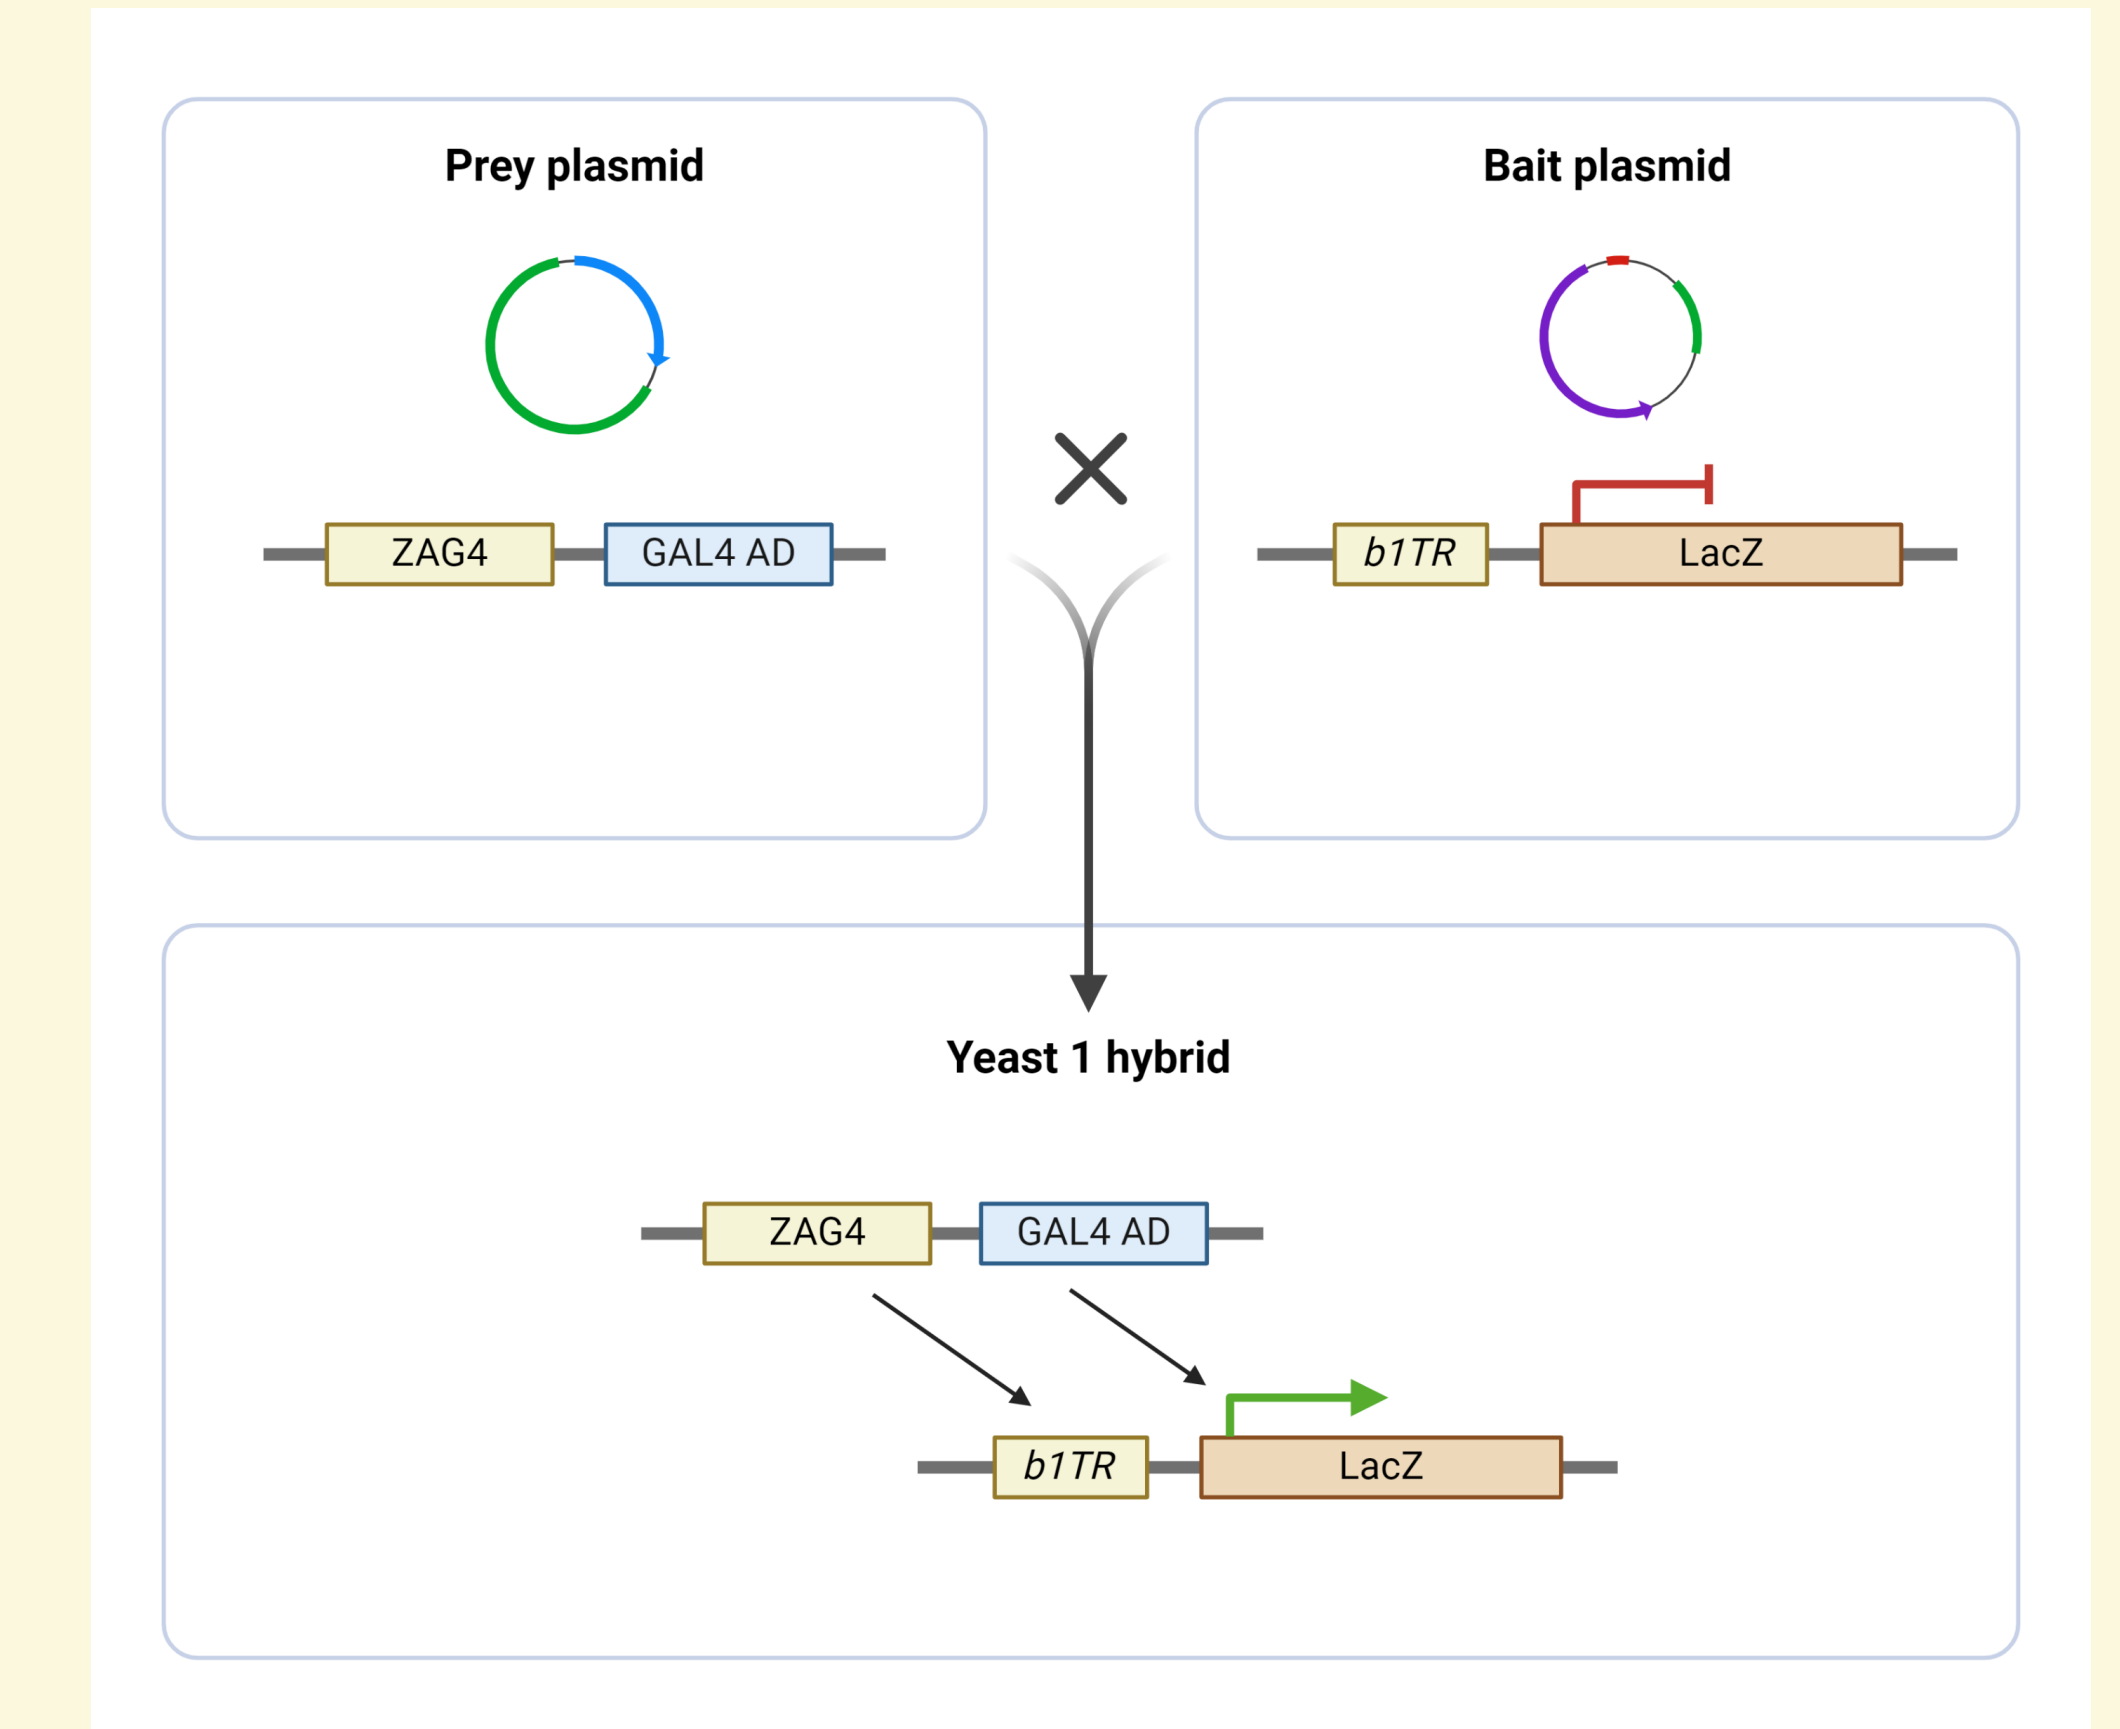 Prey plasmid
ZAG4 GAL4 AD
Bait plasmid
b1TR LacZ
Yeast 1 hybrid
ZAG4 GAL4 AD
b1TR LacZ